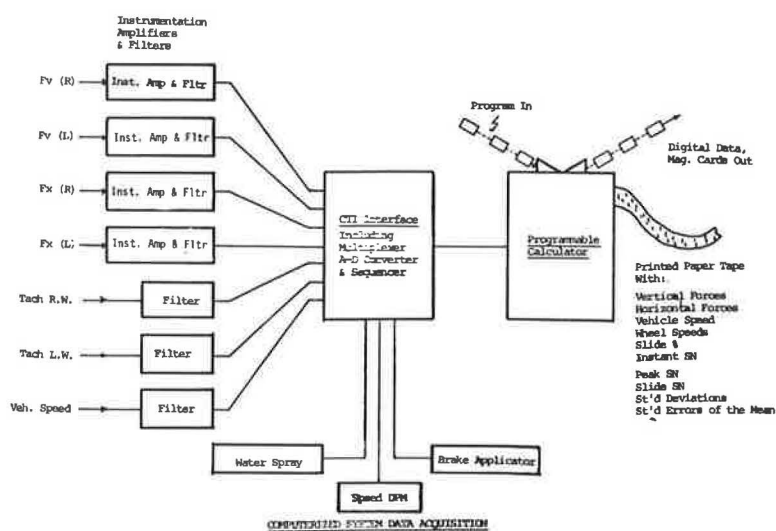 Instrumentation
Amplifiers
& Filters
Fv (R)
Inst. Amp & Fltr
Fv (L)
Inst. Amp & Fltr
Fx (R)
Inst. Amp & Fltr
Fx (L)
Inst. Amp & Fltr
Tach R.W.
Filter
Tach L.W.
Filter
Veh. Speed
Filter
CTI Interface
Including
Multiplexer
A-D Converter
& Sequencer
Program In
Programmable
Calculator
Digital Data,
Mag. Cards Out
Printed Paper Tape
With:
Vertical Forces
Horizontal Forces
Vehicle Speed
Wheel Speeds
Slide %
Instant SN
Peak SN
Slide SN
St'd Deviations
St'd Errors of the Mean
Water Spray
Brake Applicator
Speed DPM
COMPUTERIZED SYSTEM DATA ACQUISITION